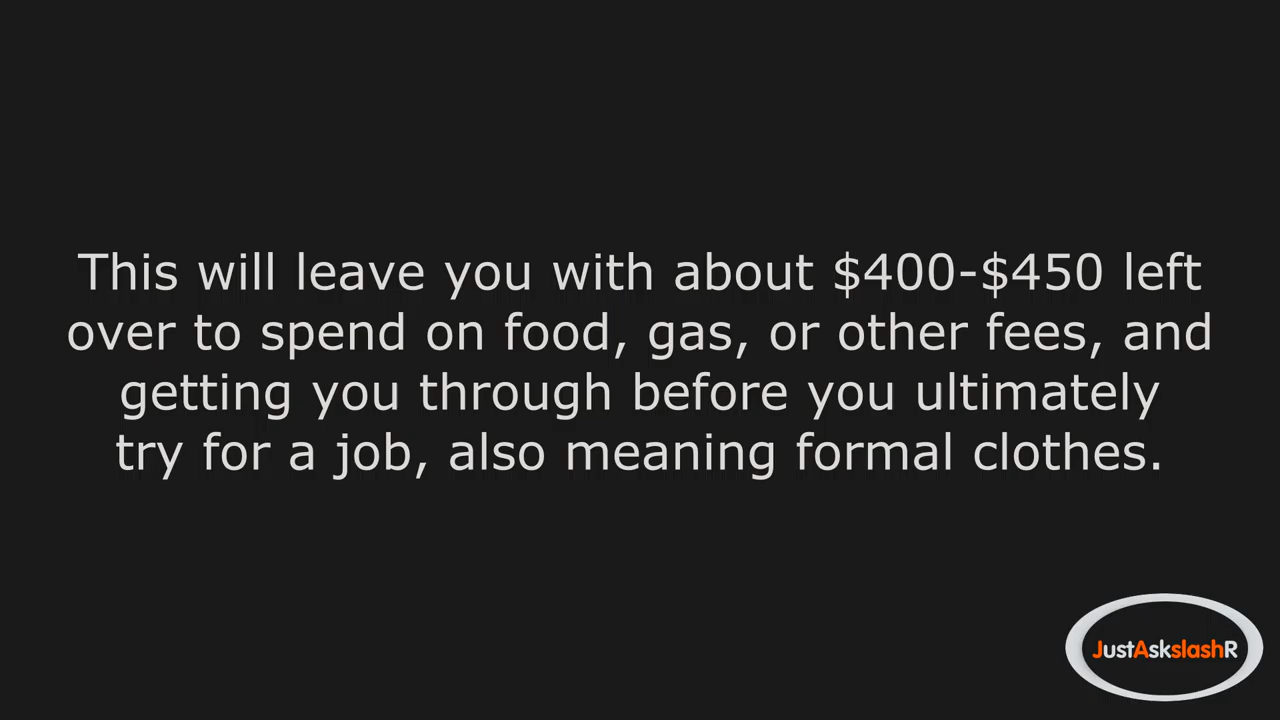 This will leave you with about $400-$450 left
over to spend on food, gas, or other fees, and
getting you through before you ultimately
try for a job, also meaning formal clothes.
JustAskslashR